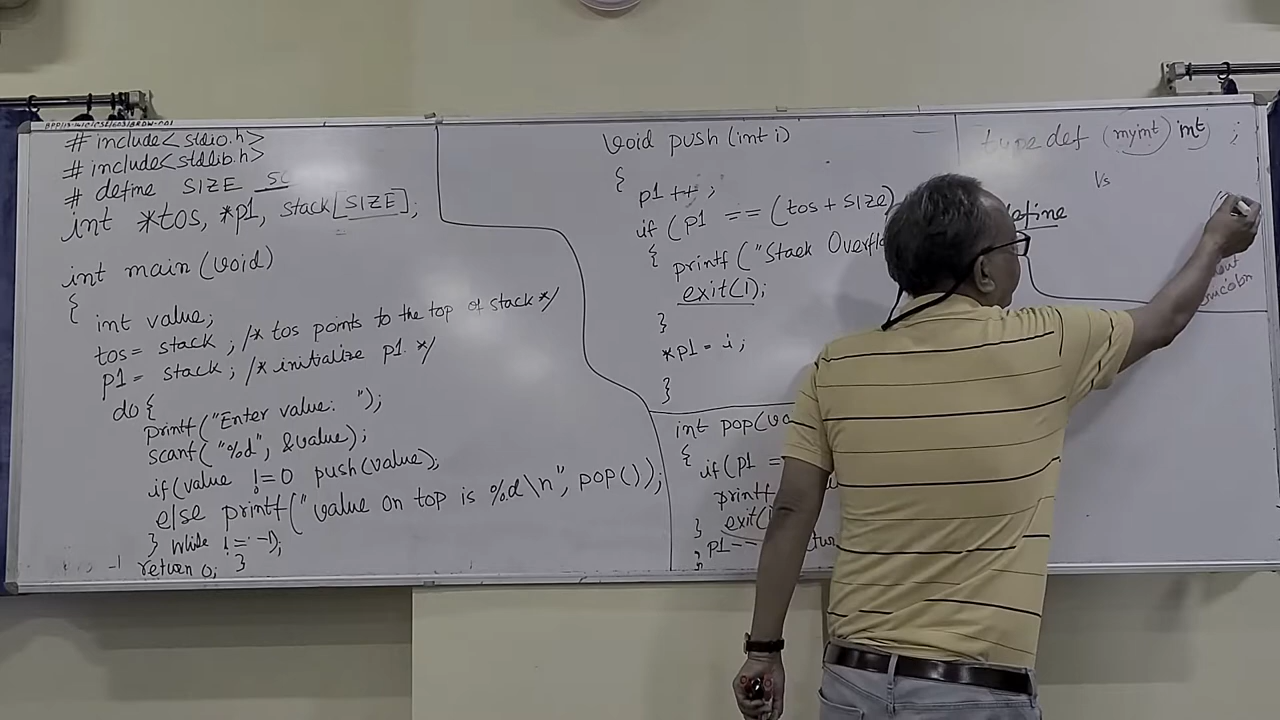 # include<stdio.h>
# include<stdlib.h>
# define SIZE
int *tos, *p1, stack[SIZE];
int main(void)
{
int value;
tos= stack ; /* tos points to the top of stack*/
p1= stack ; /* initialize p1. */
do{
printf("Enter value: ");
scanf("%d", &value);
if(value != 0 push(value);
else printf("value on top is %d\n", pop());
} while != -1);
return 0; }
void push (int i)
{
p1++ ;
if (p1 == (tos + size)
{ printf("Stack Overflo
exit(1);
}
*p1 = i;
}
int pop(vo
{
if(p1 =
printf
exit(1
}
p1--
}
typedef (myint) int ;
Vs
define